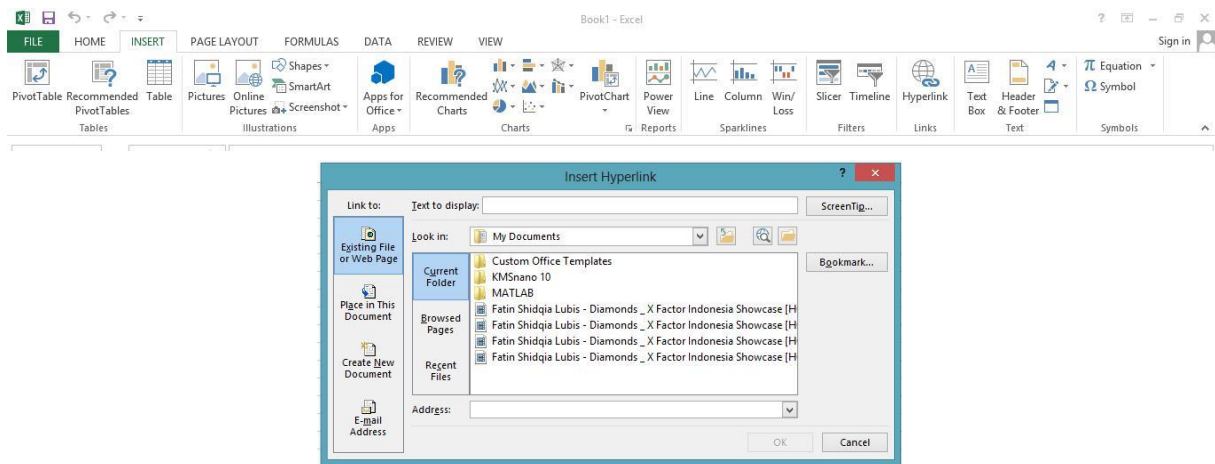 Book1 - Excel
FILE HOME INSERT PAGE LAYOUT FORMULAS DATA REVIEW VIEW Sign in
PivotTable Recommended PivotTables Table
Tables
Pictures Online Pictures Shapes SmartArt Screenshot
Illustrations
Apps for Office
Apps
Recommended Charts PivotChart
Charts
Power View
Reports
Line Column Win/Loss
Sparklines
Slicer Timeline
Filters
Hyperlink
Links
Text Box Header & Footer
Text
π Equation
Ω Symbol
Symbols
Insert Hyperlink
Link to:
Text to display:
ScreenTip...
Existing File or Web Page
Look in: My Documents
Bookmark...
Current Folder
Custom Office Templates
KMSnano 10
MATLAB
Place in This Document
Browsed Pages
Fatin Shidqia Lubis - Diamonds _ X Factor Indonesia Showcase [H
Fatin Shidqia Lubis - Diamonds _ X Factor Indonesia Showcase [H
Fatin Shidqia Lubis - Diamonds _ X Factor Indonesia Showcase [H
Fatin Shidqia Lubis - Diamonds _ X Factor Indonesia Showcase [H
Create New Document
Recent Files
E-mail Address
Address:
OK Cancel